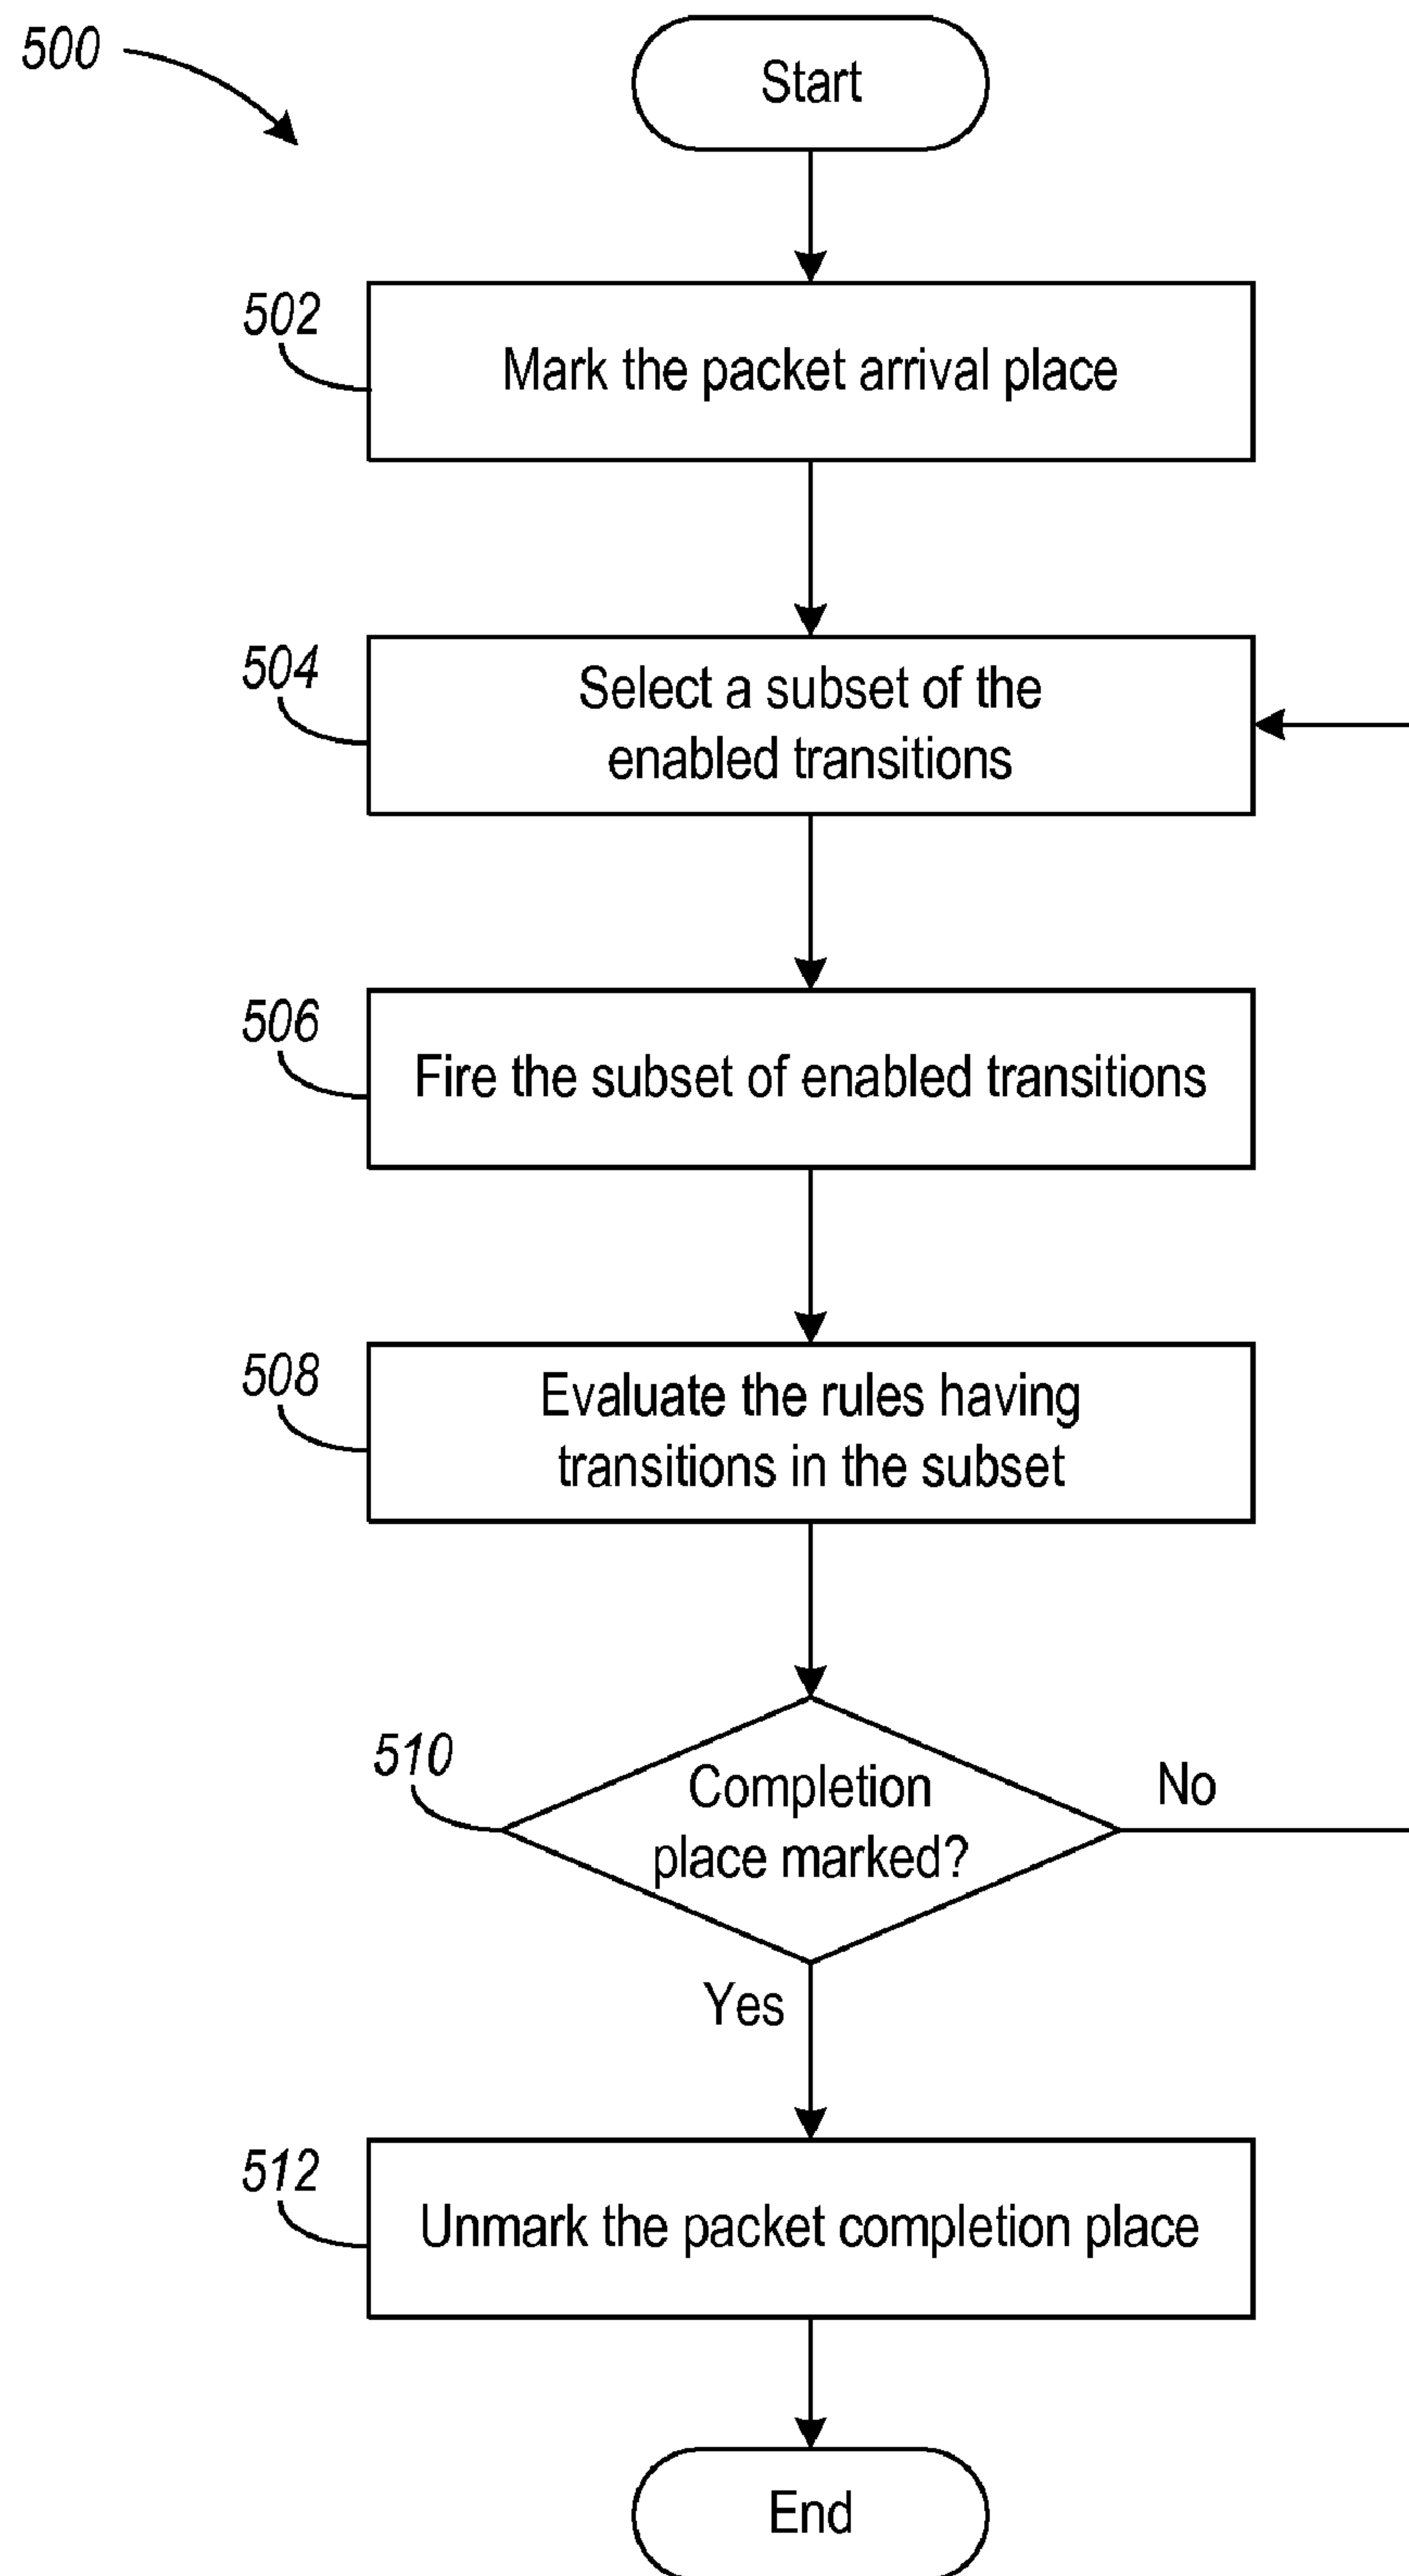 500
Start
502
Mark the packet arrival place
504
Select a subset of the
enabled transitions
506
Fire the subset of enabled transitions
508
Evaluate the rules having
transitions in the subset
510
Completion
place marked?
No
Yes
512
Unmark the packet completion place
End